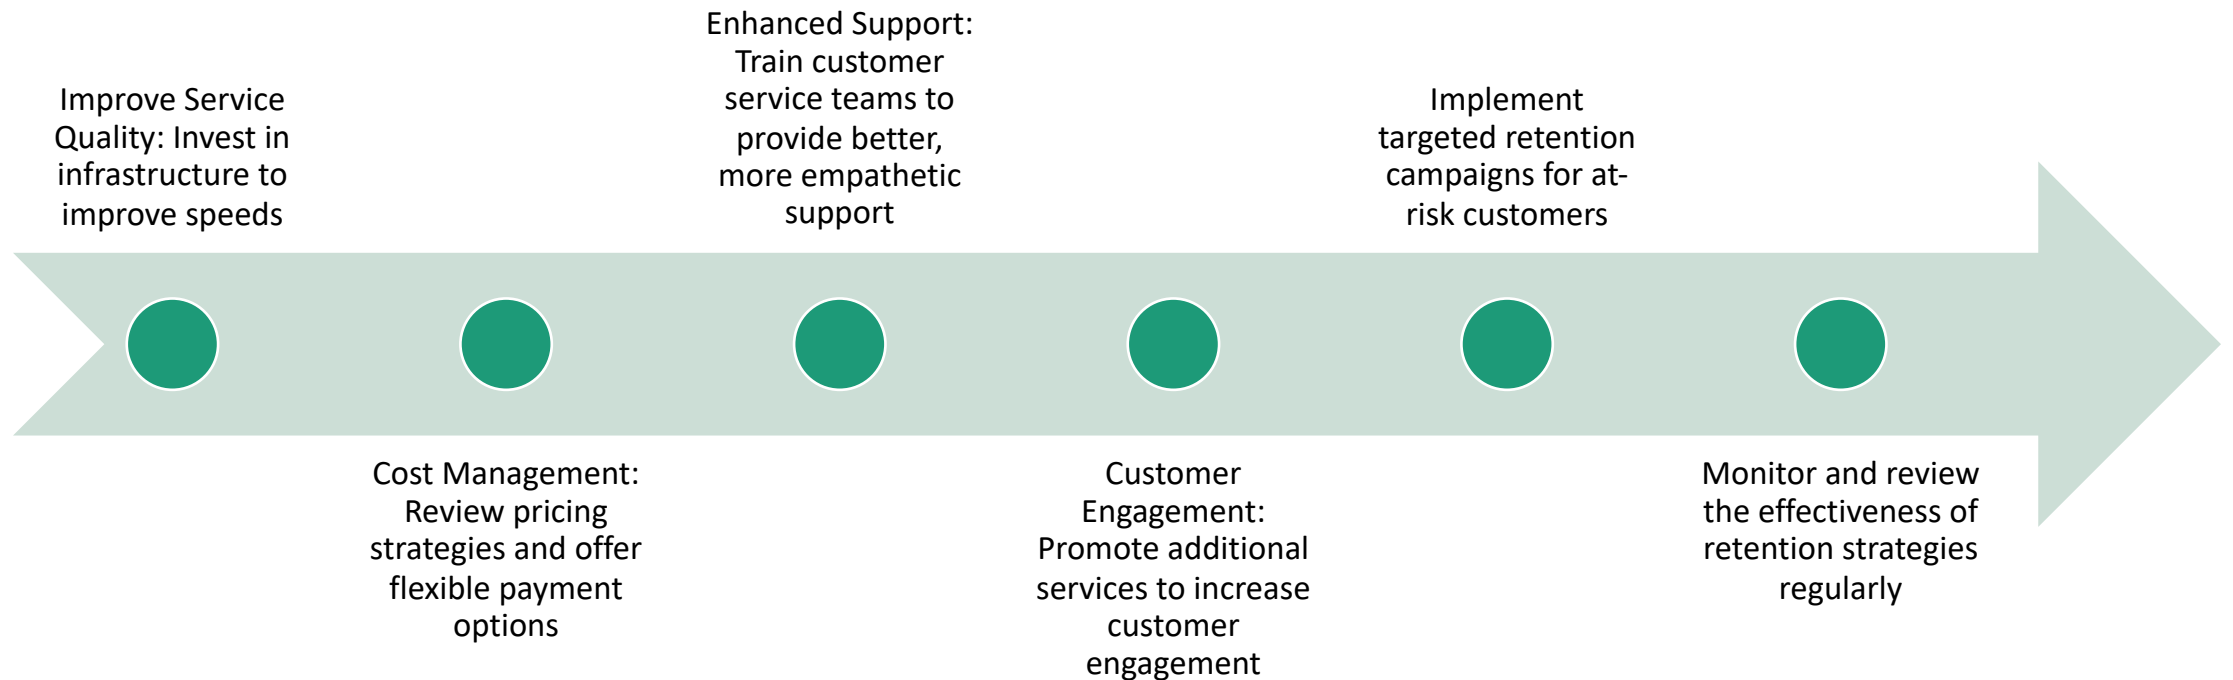 Improve Service
Quality: Invest in
infrastructure to
improve speeds
Cost Management:
Review pricing
strategies and offer
flexible payment
options
Enhanced Support:
Train customer
service teams to
provide better,
more empathetic
support
Customer
Engagement:
Promote additional
services to increase
customer
engagement
Implement
targeted retention
campaigns for at-
risk customers
Monitor and review
the effectiveness of
retention strategies
regularly